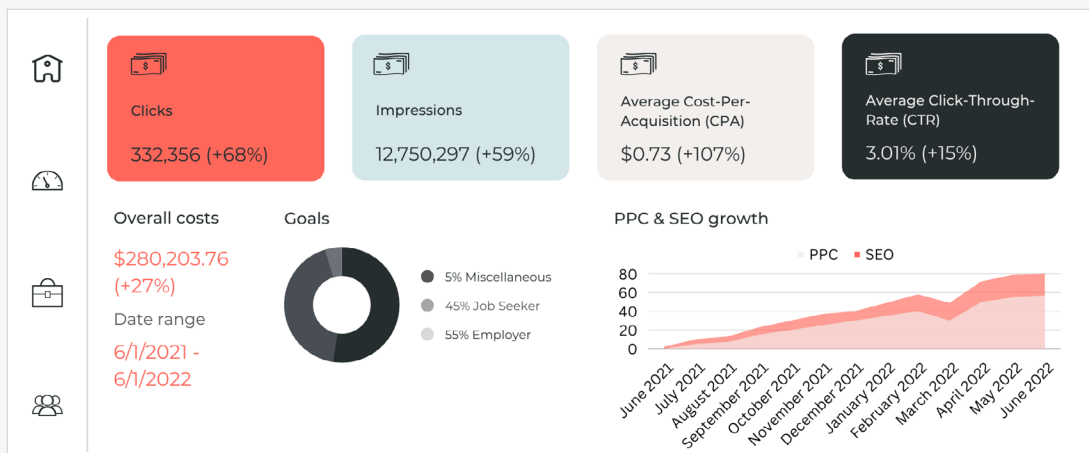 Clicks
332,356 (+68%)
Impressions
12,750,297 (+59%)
Average Cost-Per-
Acquisition (CPA)
$0.73 (+107%)
Average Click-Through-
Rate (CTR)
3.01% (+15%)
Overall costs
$280,203.76
(+27%)
Date range
6/1/2021 -
6/1/2022
Goals
5% Miscellaneous
45% Job Seeker
55% Employer
PPC & SEO growth
PPC SEO
80
60
40
20
0
June 2021
July 2021
August 2021
September 2021
October 2021
November 2021
December 2021
January 2022
February 2022
March 2022
April 2022
May 2022
June 2022